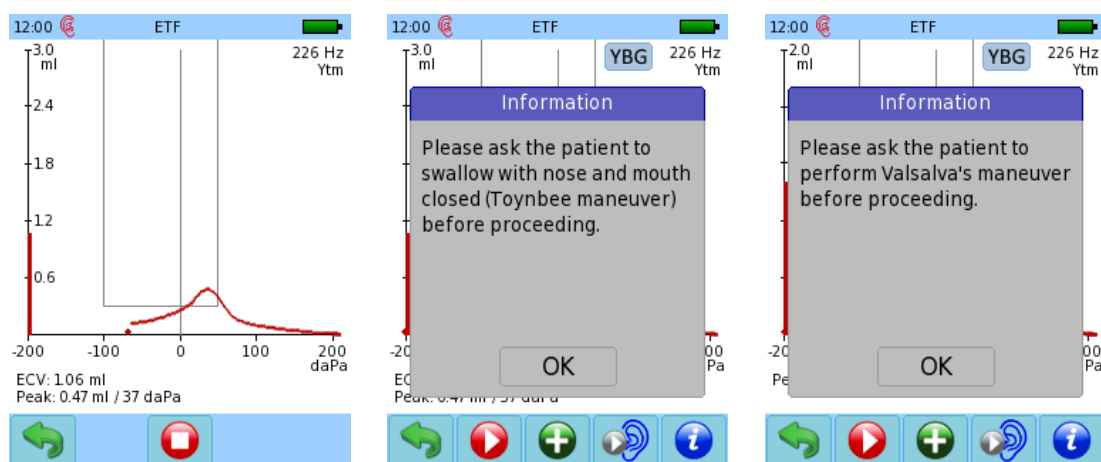 12:00 ETF
3.0
ml
226 Hz
Ytm
2.4
1.8
1.2
0.6
-200 -100 0 100 200
daPa
ECV: 1.06 ml
Peak: 0.47 ml / 37 daPa
12:00 ETF
3.0
ml
YBG 226 Hz
Ytm
Information
Please ask the patient to
swallow with nose and mouth
closed (Toynbee maneuver)
before proceeding.
OK
12:00 ETF
2.0
ml
YBG 226 Hz
Ytm
Information
Please ask the patient to
perform Valsalva's maneuver
before proceeding.
OK